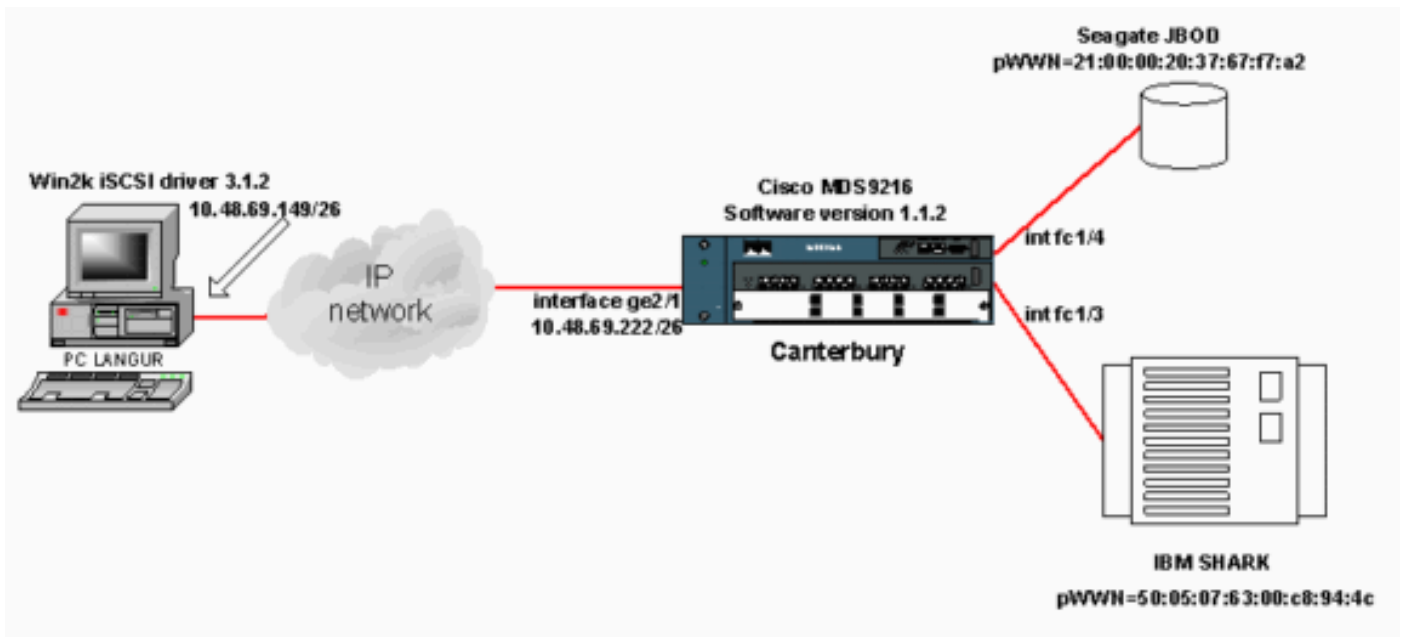 Seagate JBOD
pWWN=21:00:00:20:37:67:f7:a2
Win2k iSCSI driver 3.1.2
10.48.69.149/26
Cisco MDS9216
Software version 1.1.2
int fc1/4
IP
network
interface ge2/1
10.48.69.222/26
int fc1/3
PC LANGUR
Canterbury
IBM SHARK
pWWN=50:05:07:63:00:c8:94:4c